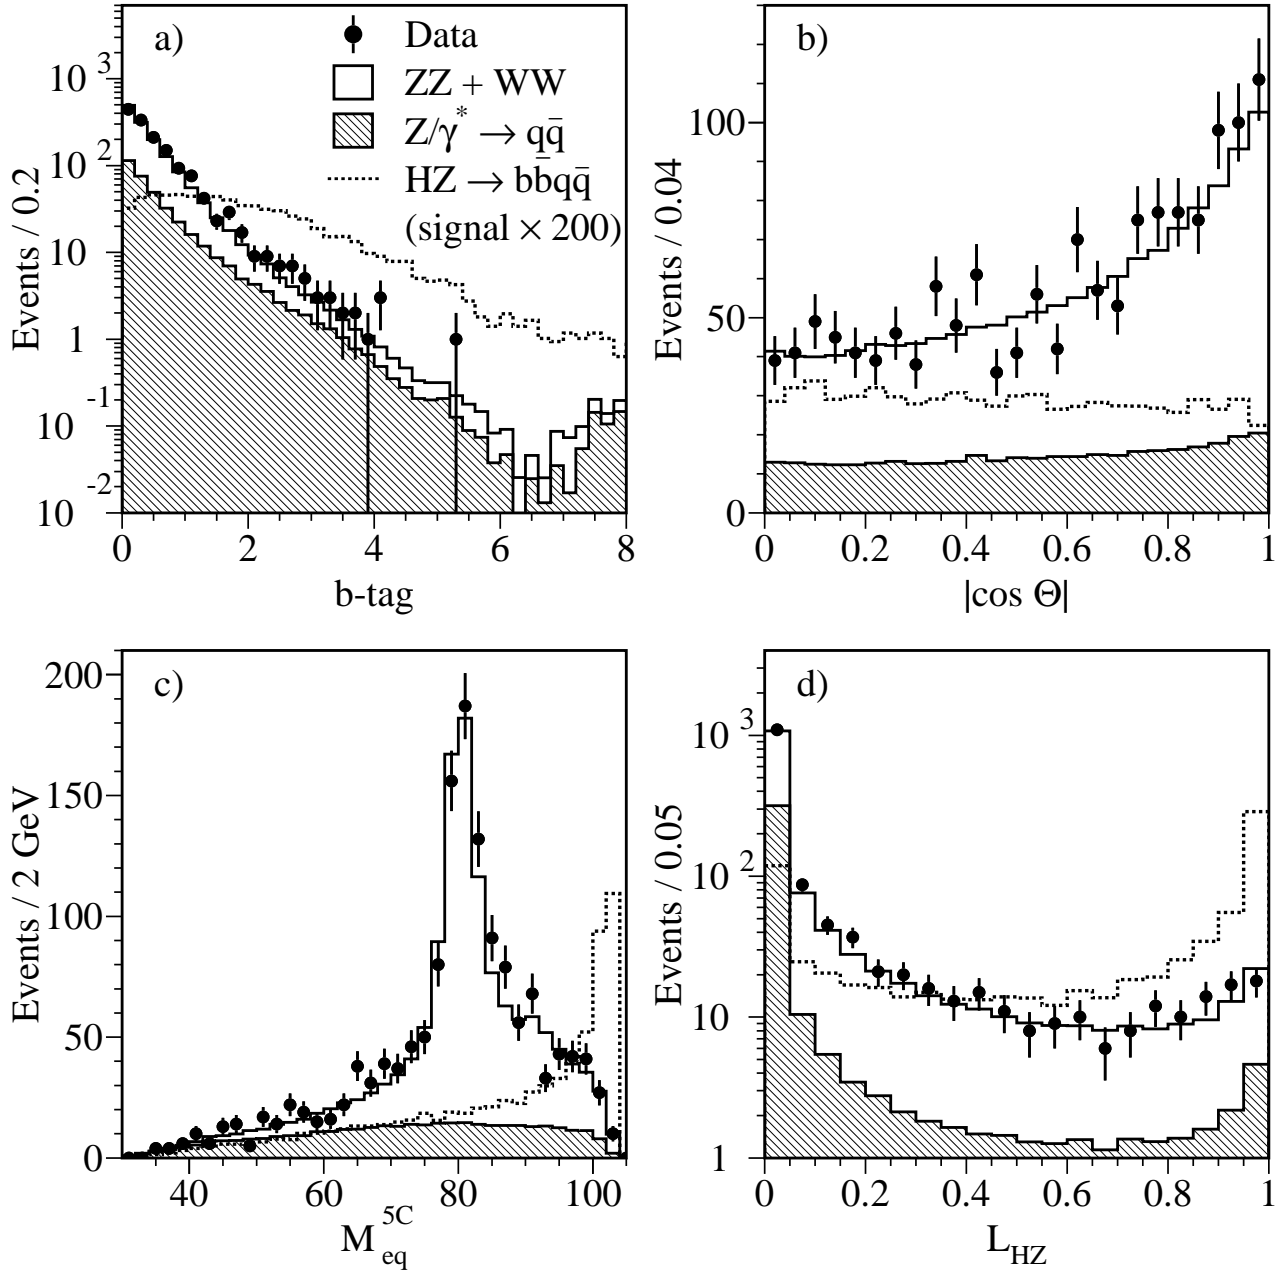 a)
Data
ZZ + WW
Z/γ* → qq̄
HZ → bb̄qq̄
(signal × 200)
Events / 0.2
10³
10²
10
1
10⁻¹
10⁻²
0 2 4 6 8
b-tag
b)
Events / 0.04
100
50
0
0 0.2 0.4 0.6 0.8 1
|cos Θ|
c)
Events / 2 GeV
200
150
100
50
0
40 60 80 100
M_eq^5C
d)
Events / 0.05
10³
10²
10
1
0 0.2 0.4 0.6 0.8 1
L_HZ